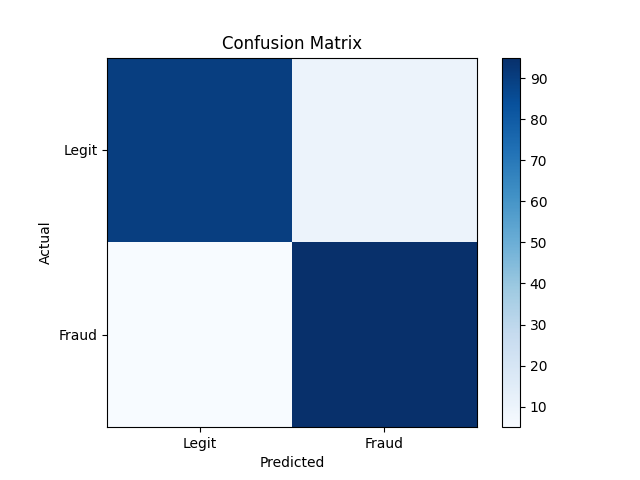 Confusion Matrix
Legit
Fraud
Actual
Legit
Fraud
Predicted
90
80
70
60
50
40
30
20
10